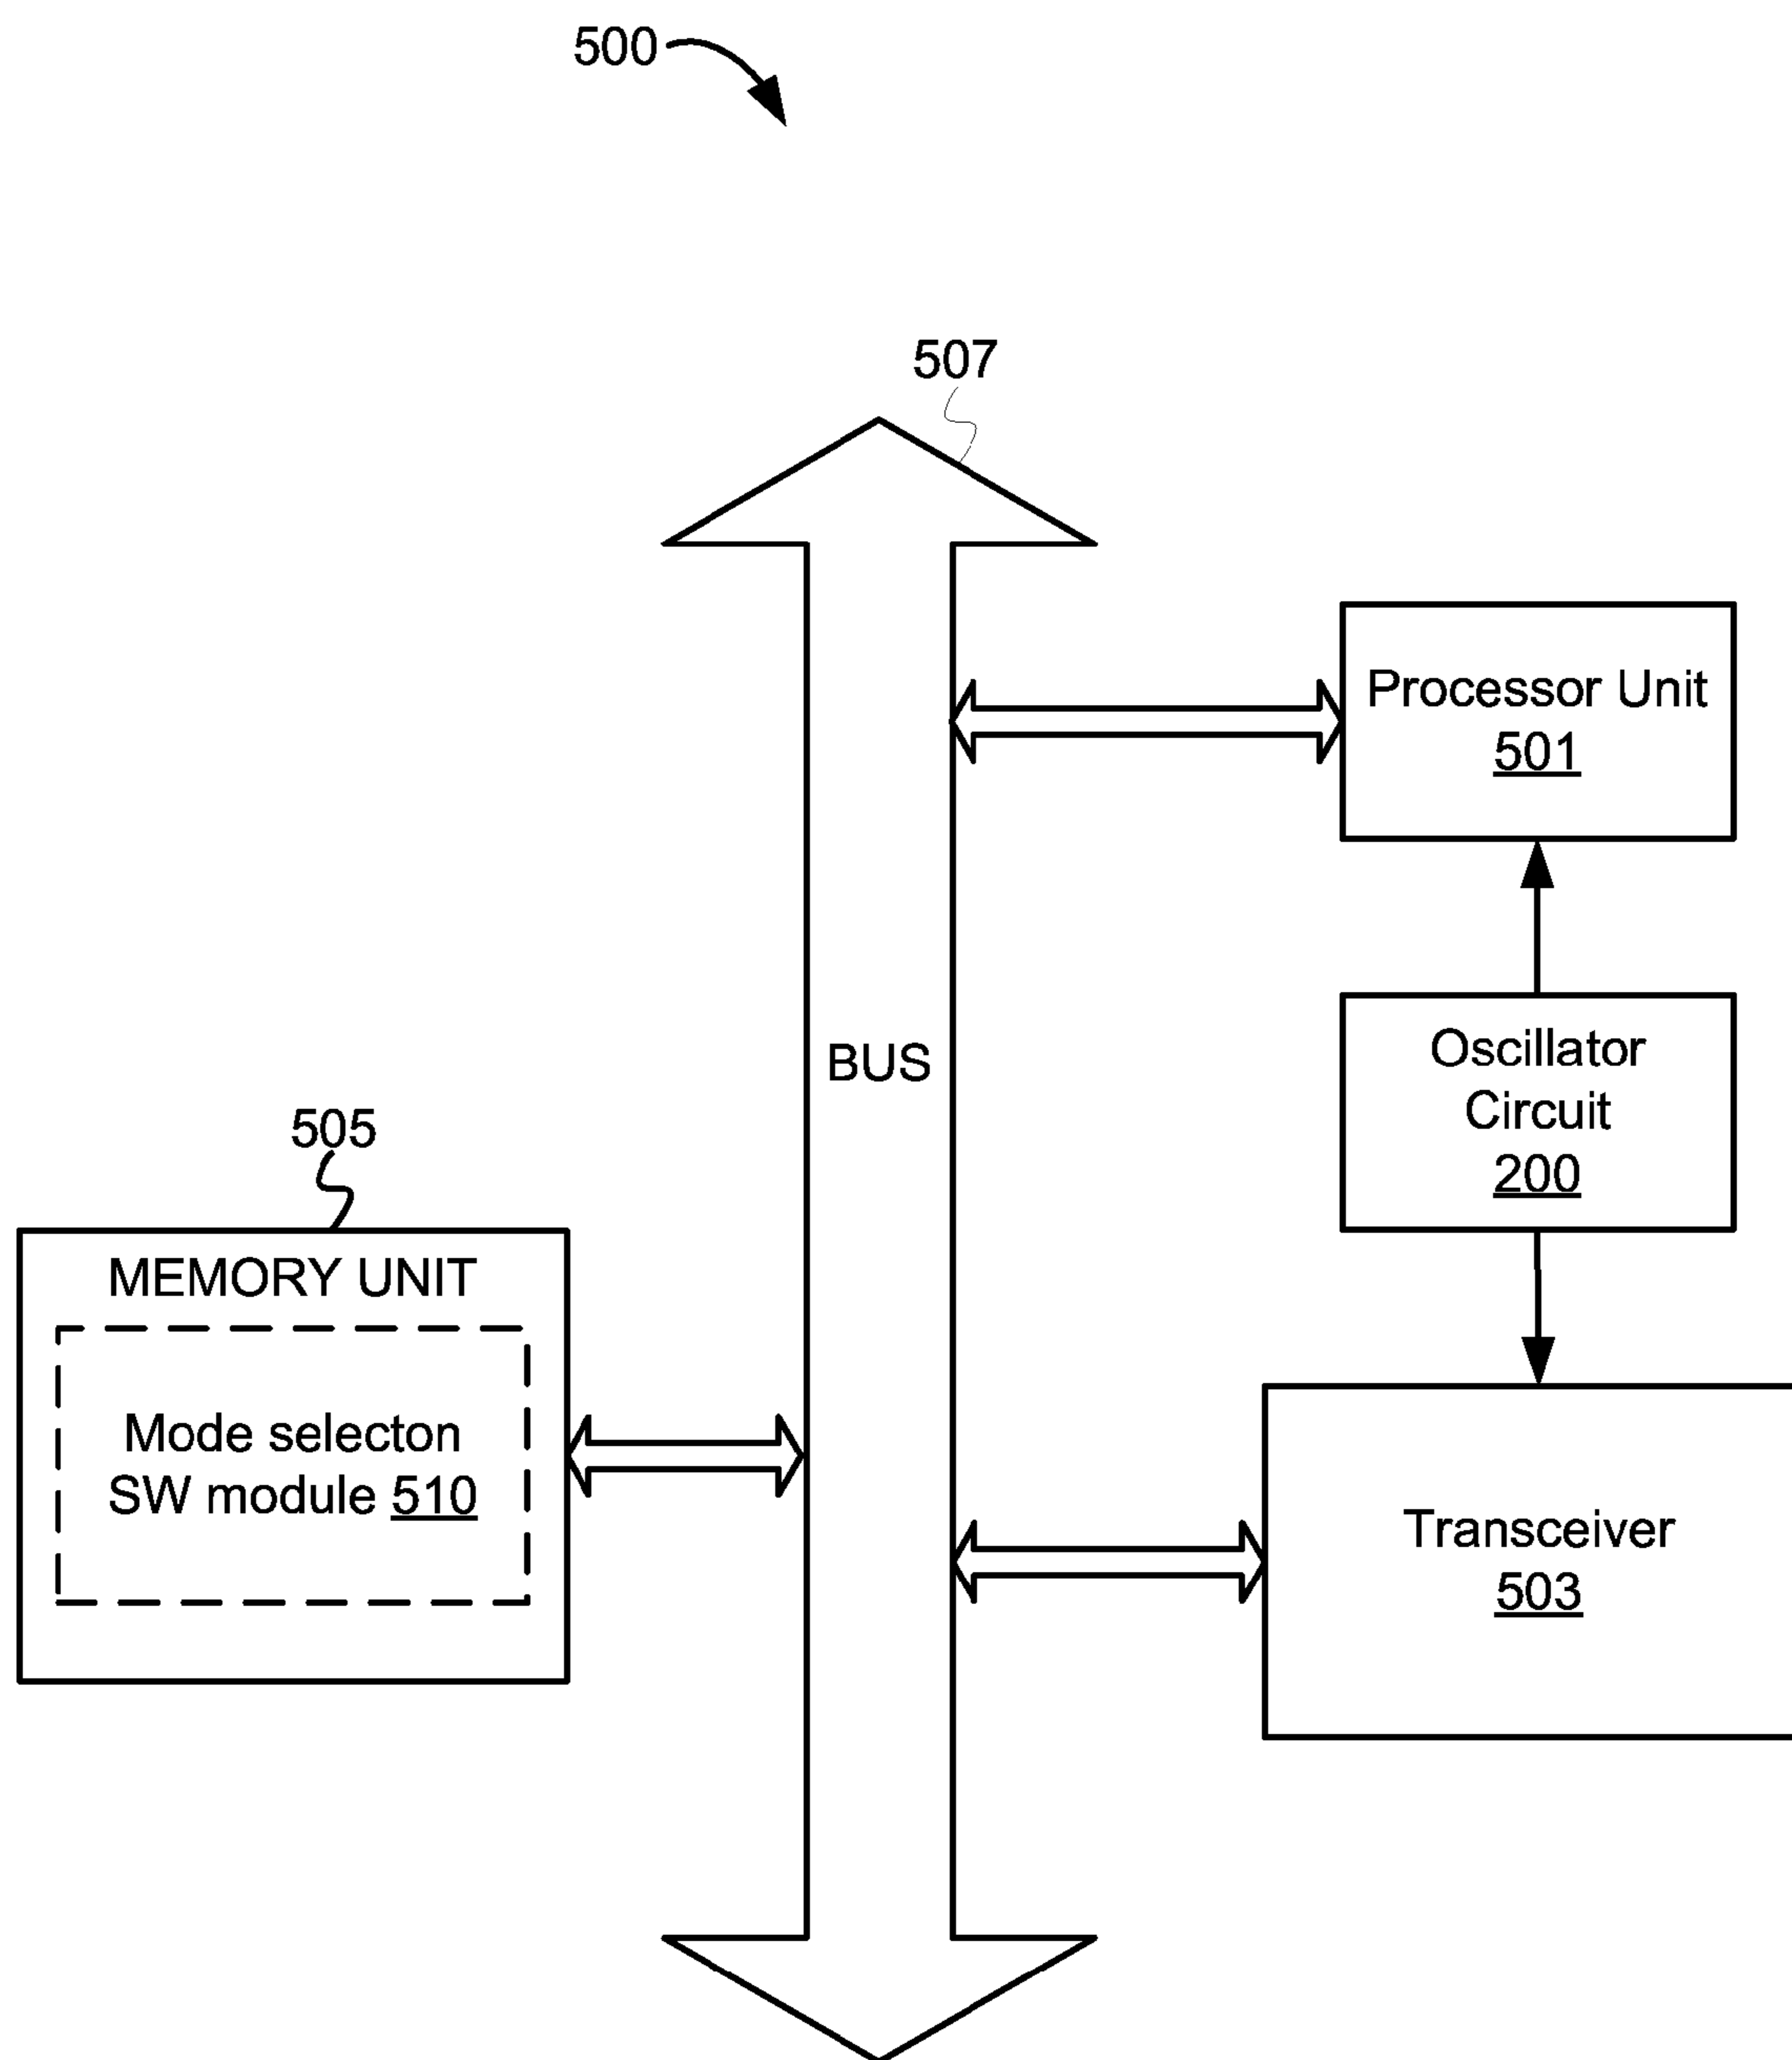 500
507
Processor Unit
501
BUS
Oscillator
Circuit
200
505
MEMORY UNIT
Mode selecton
SW module 510
Transceiver
503